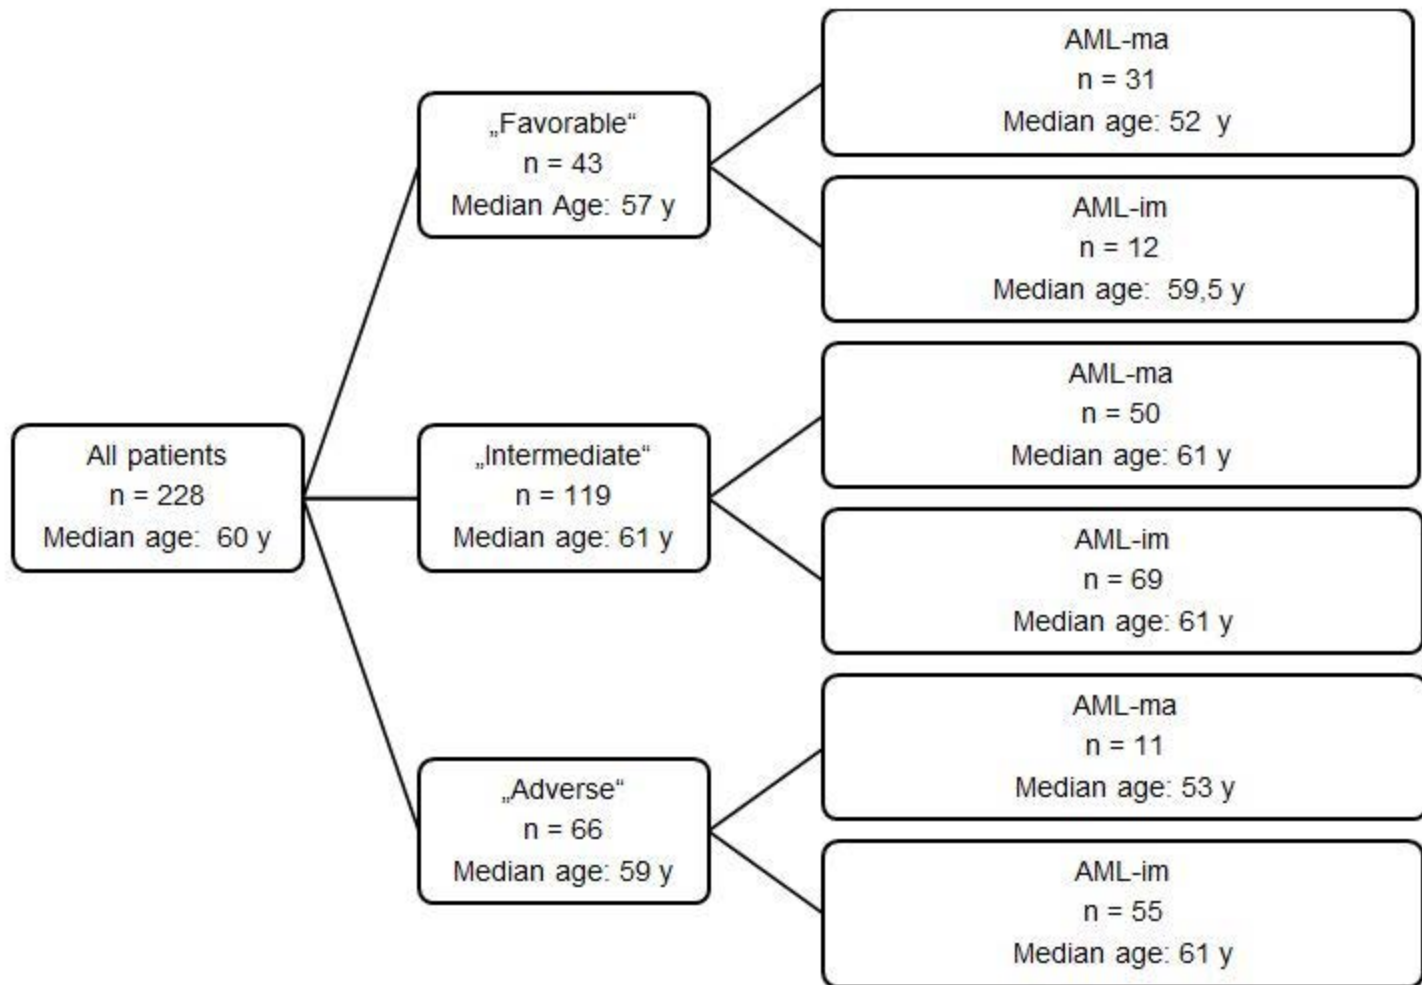 All patients
n = 228
Median age: 60 y
„Favorable“
n = 43
Median Age: 57 y
„Intermediate“
n = 119
Median age: 61 y
„Adverse“
n = 66
Median age: 59 y
AML-ma
n = 31
Median age: 52 y
AML-im
n = 12
Median age: 59,5 y
AML-ma
n = 50
Median age: 61 y
AML-im
n = 69
Median age: 61 y
AML-ma
n = 11
Median age: 53 y
AML-im
n = 55
Median age: 61 y